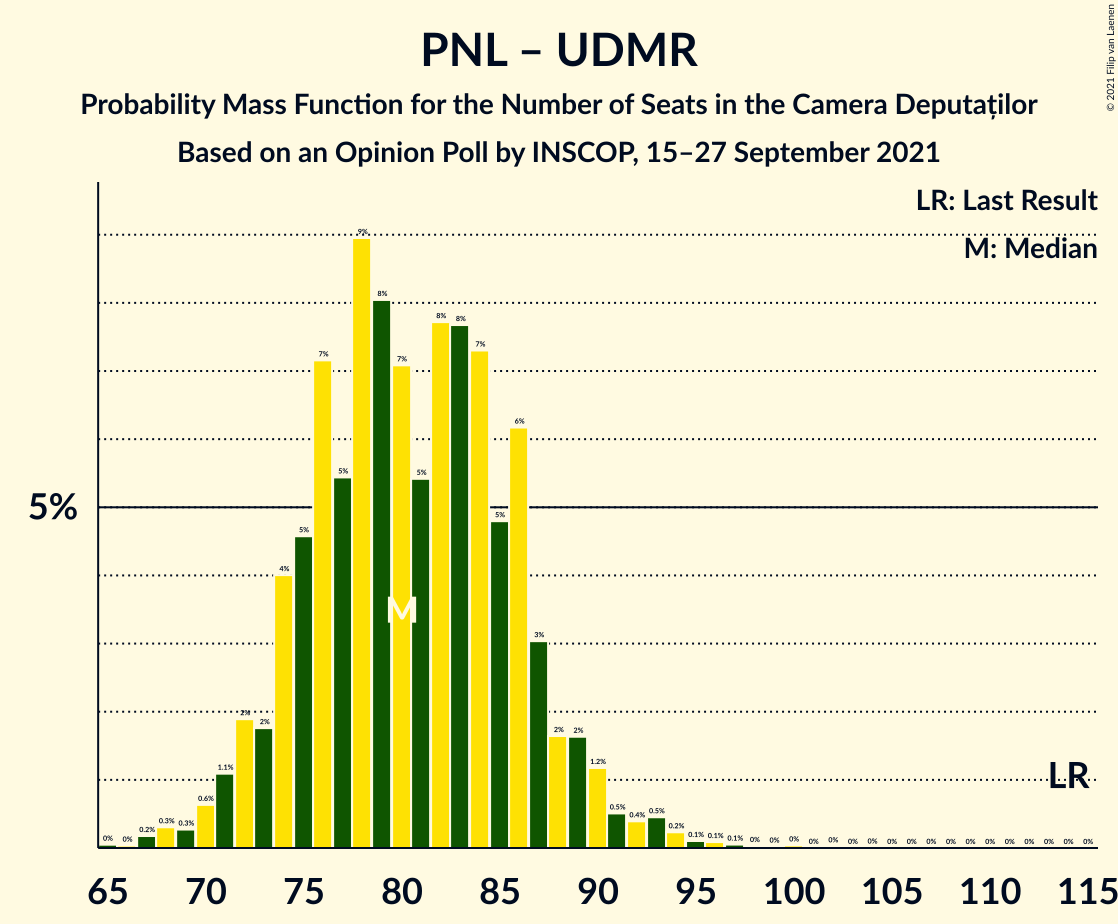 PNL – UDMR
Probability Mass Function for the Number of Seats in the Camera Deputaților
Based on an Opinion Poll by INSCOP, 15–27 September 2021
© 2021 Filip van Laenen
LR: Last Result
M: Median
5%
0% 0% 0.2% 0.3% 0.3% 0.6% 1.1% 2% 2% 4% 5% 7% 5% 9% 8% 7% 5% 8% 8% 7% 5% 6% 3% 2% 2% 1.2% 0.5% 0.4% 0.5% 0.2% 0.1% 0.1% 0.1% 0% 0% 0% 0% 0% 0% 0% 0% 0% 0% 0% 0% 0% 0% 0% 0% 0% 0%
M
LR
65 70 75 80 85 90 95 100 105 110 115